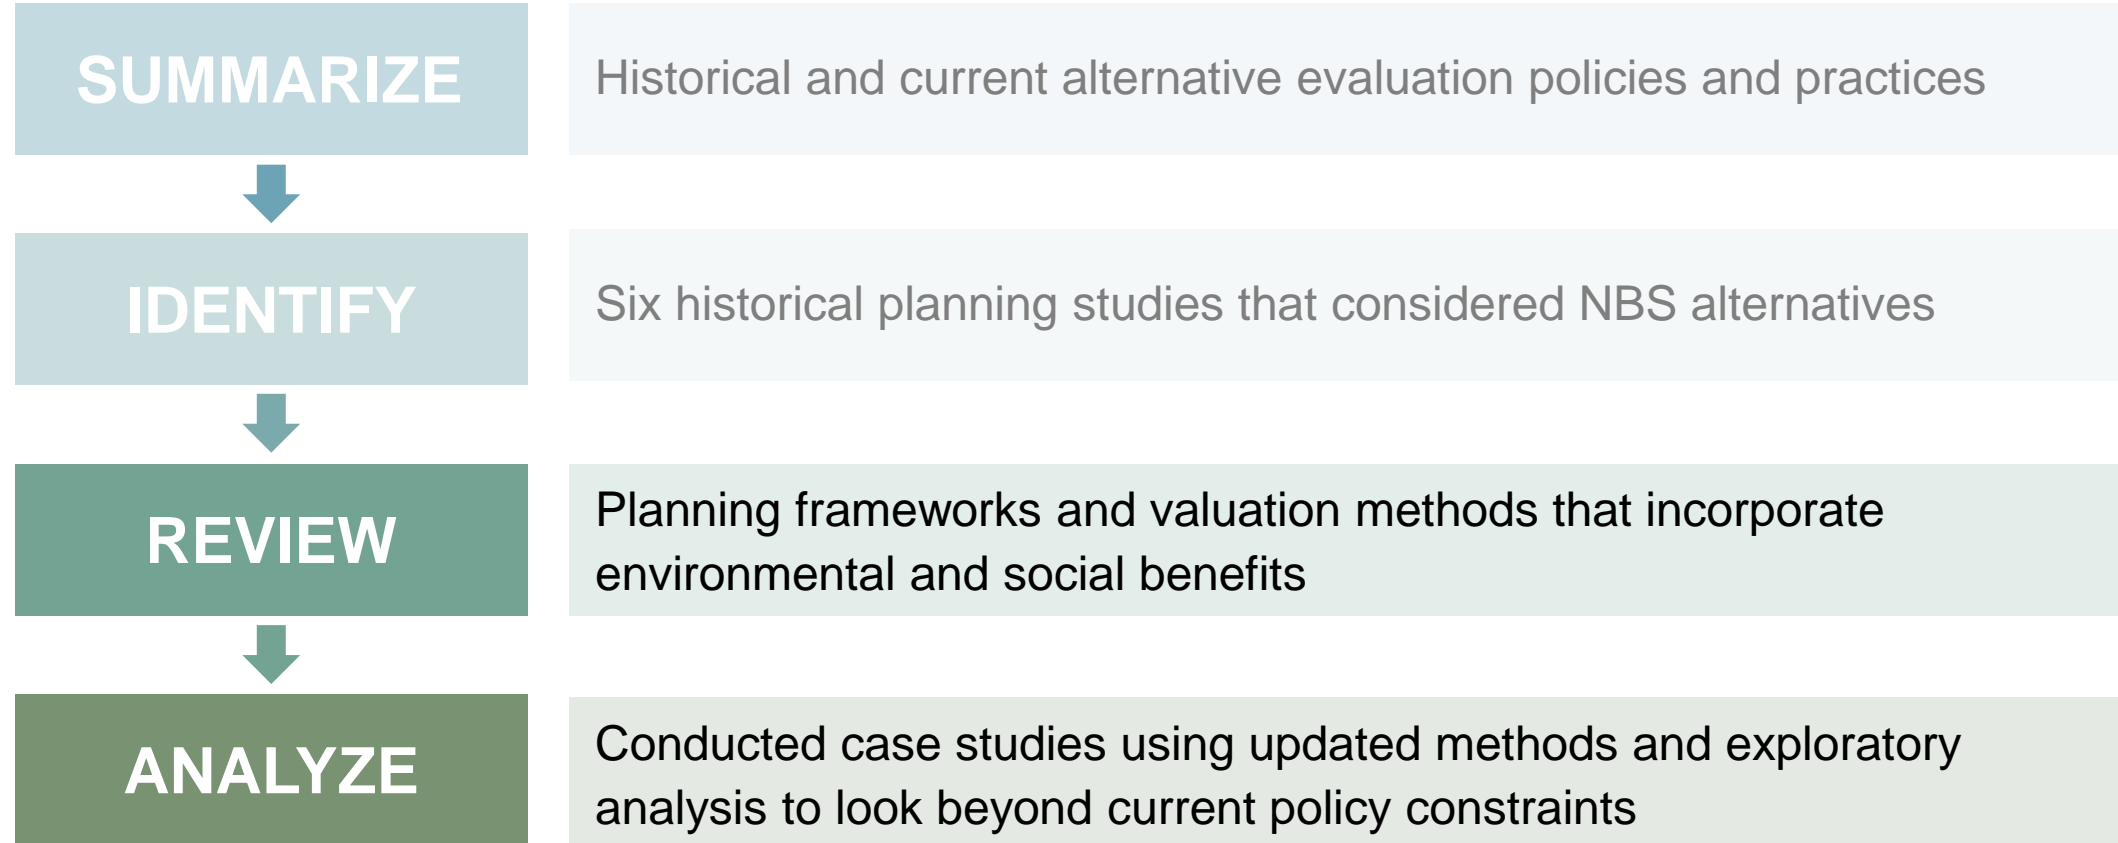 SUMMARIZE
Historical and current alternative evaluation policies and practices
IDENTIFY
Six historical planning studies that considered NBS alternatives
REVIEW
Planning frameworks and valuation methods that incorporate
environmental and social benefits
ANALYZE
Conducted case studies using updated methods and exploratory
analysis to look beyond current policy constraints